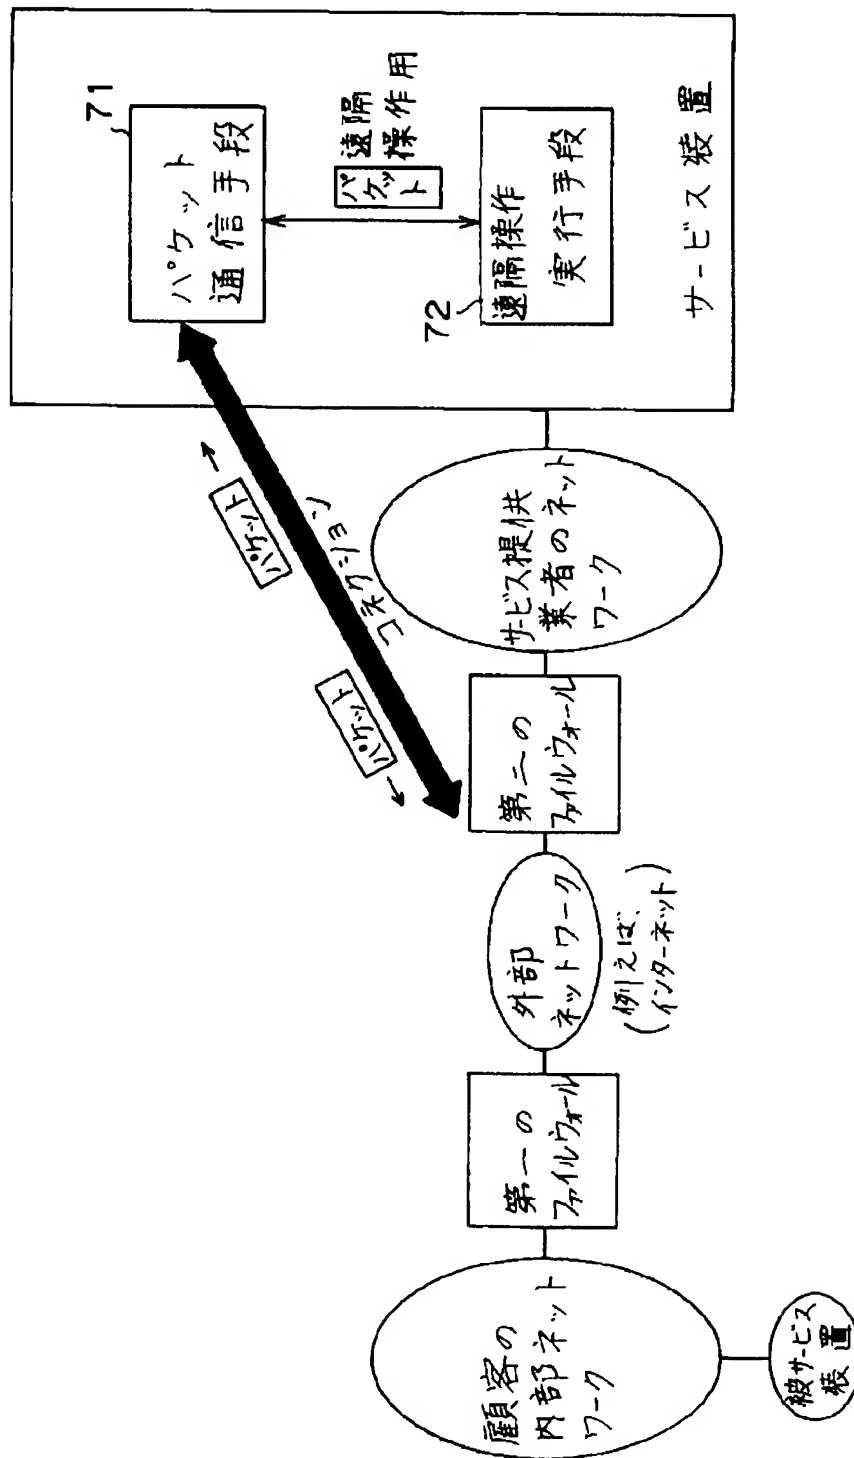 顧客の
内部ネット
ワーク
被サービス
装置
第一の
ファイルウォール
外部
ネットワーク
(例えば、
インターネット)
第二の
ファイルウォール
サービス提供
業者のネット
ワーク
パケット
コネクション
パケット
71
パケット
通信手段
パケッ
ト
遠隔
操作用
72
遠隔操作
実行手段
サービス装置